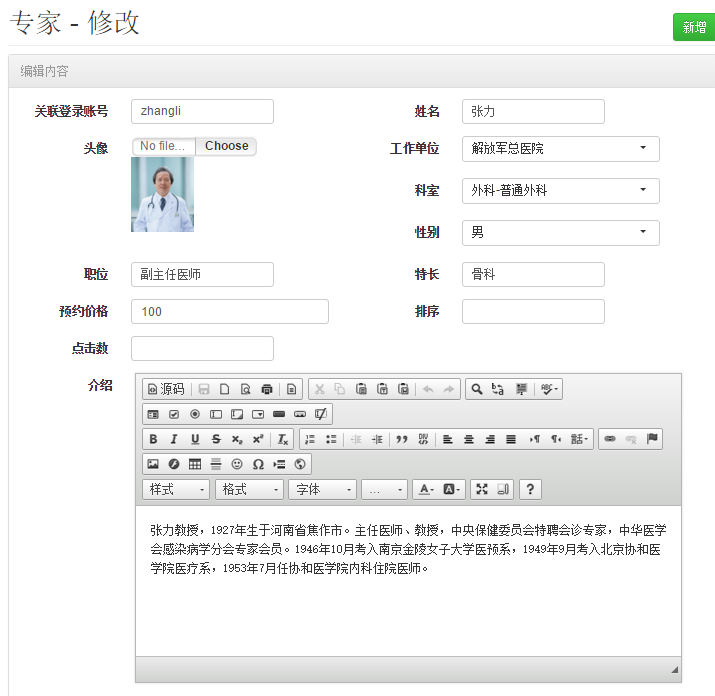 专家 - 修改
新增
编辑内容
关联登录账号 zhangli 姓名 张力
头像 No file... Choose 工作单位 解放军总医院
科室 外科-普通外科
性别 男
职位 副主任医师 特长 骨科
预约价格 100 排序
点击数
介绍 源码
B I U S x₂ x² Tx
样式 格式 字体 ... A A ?
张力教授，1927年生于河南省焦作市。主任医师、教授，中央保健委员会特聘会诊专家，中华医学
会感染病学分会专家会员。1946年10月考入南京金陵女子大学医预系，1949年9月考入北京协和医
学院医疗系，1953年7月任协和医学院内科住院医师。